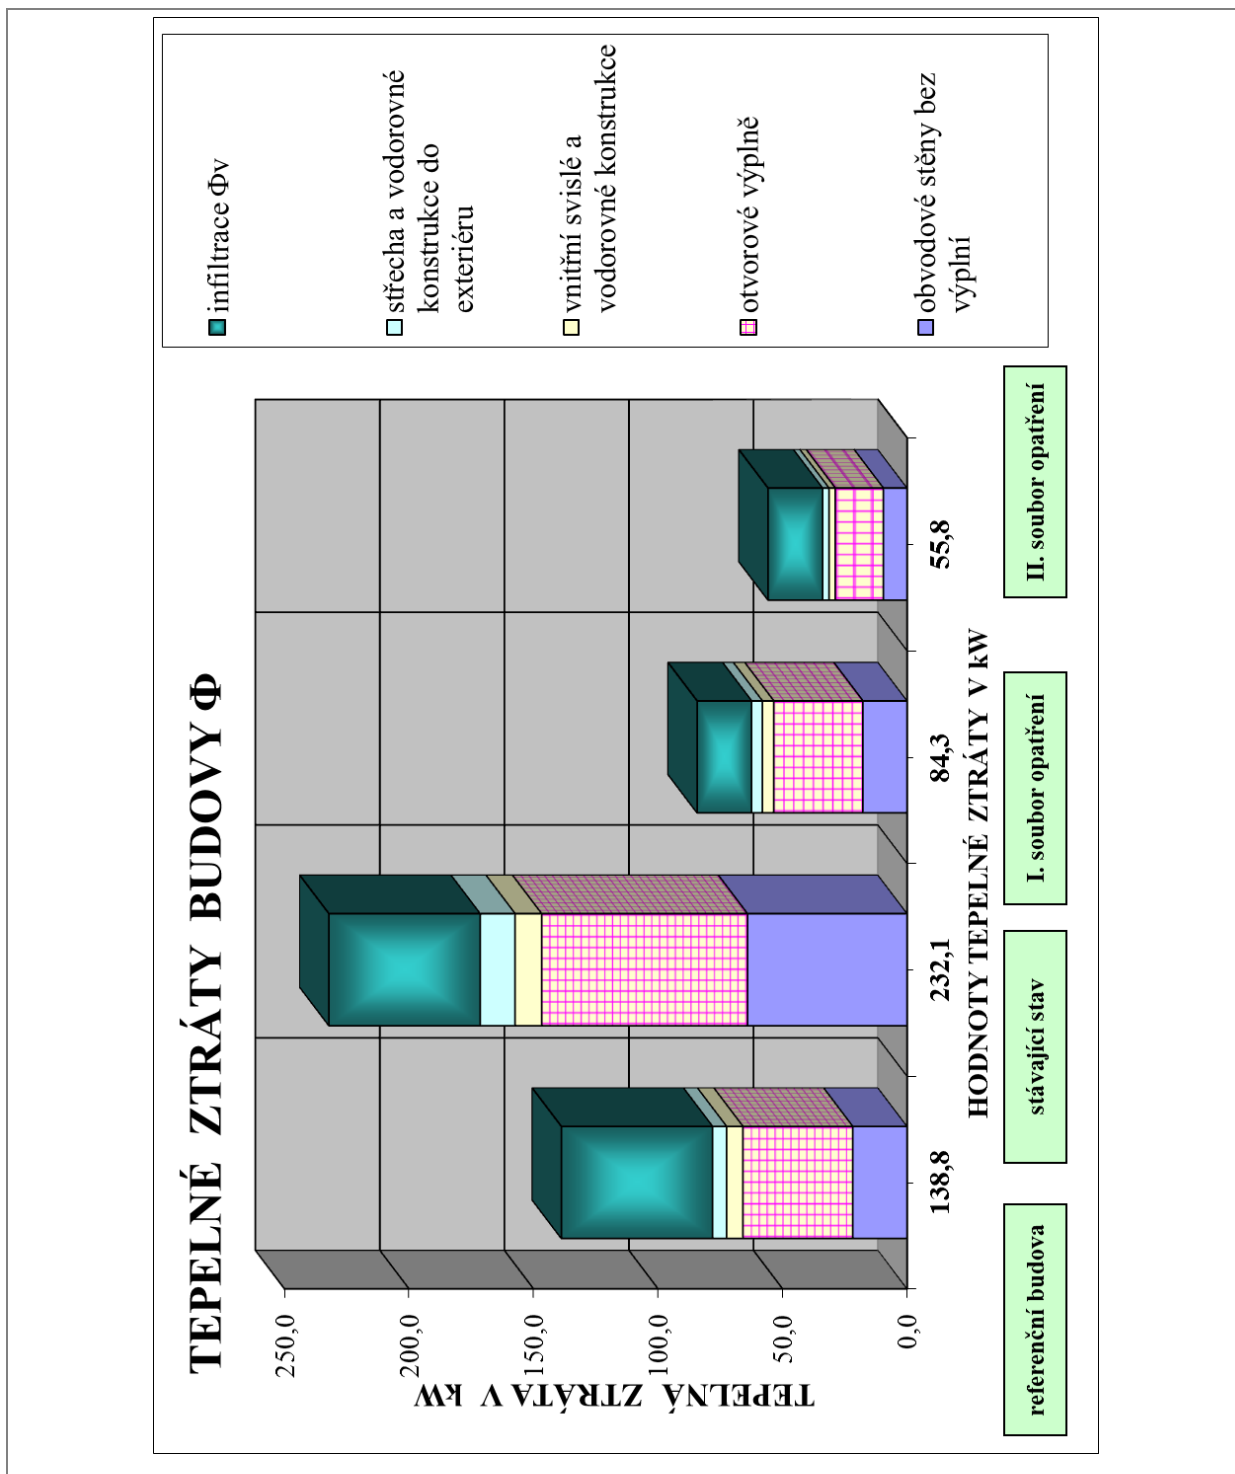 TEPELNÉ ZTRÁTY BUDOVY Φ
TEPELNÁ ZTRÁTA V kW
250,0
200,0
150,0
100,0
50,0
0,0
138,8
232,1
84,3
55,8
HODNOTY TEPELNÉ ZTRÁTY V kW
referenční budova
stávající stav
I. soubor opatření
II. soubor opatření
infiltrace Φv
střecha a vodorovné
konstrukce do
exteriéru
vnitřní svislé a
vodorovné konstrukce
otvorové výplně
obvodové stěny bez
výplní